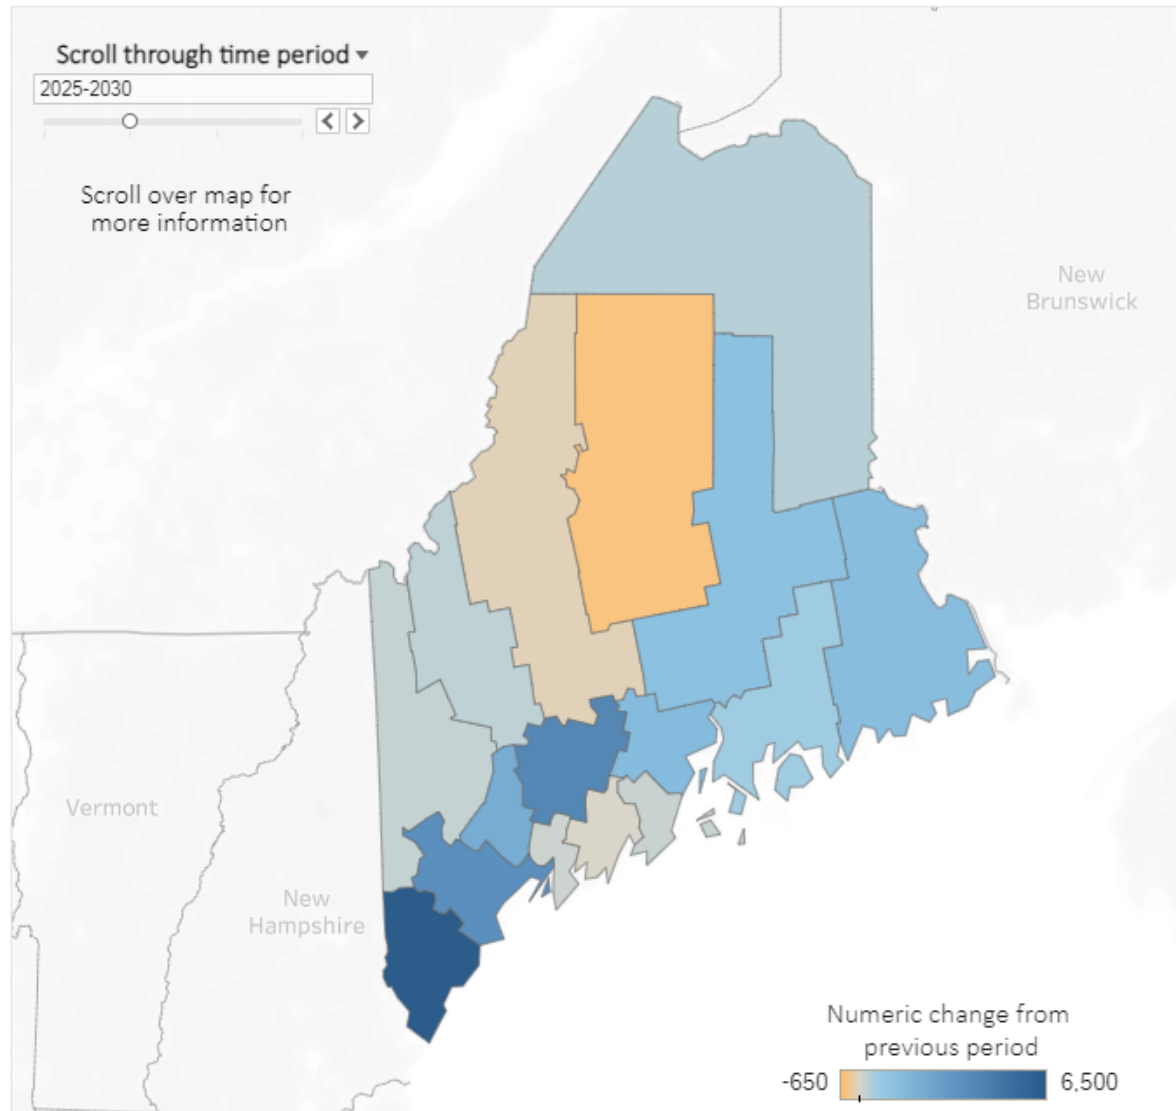 Scroll through time period
2025-2030
Scroll over map for
more information
New
Brunswick
Vermont
New
Hampshire
Numeric change from
previous period
-650
6,500